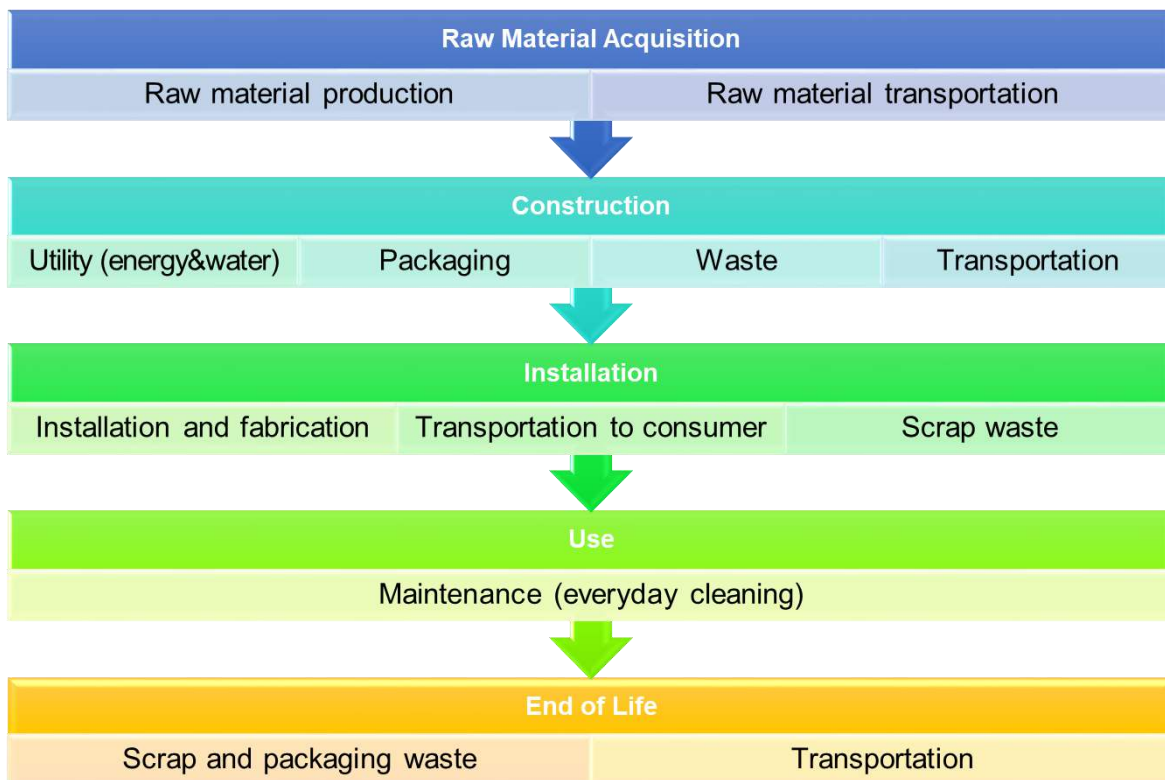 Raw Material Acquisition
Raw material production
Raw material transportation
Construction
Utility (energy&water)
Packaging
Waste
Transportation
Installation
Installation and fabrication
Transportation to consumer
Scrap waste
Use
Maintenance (everyday cleaning)
End of Life
Scrap and packaging waste
Transportation